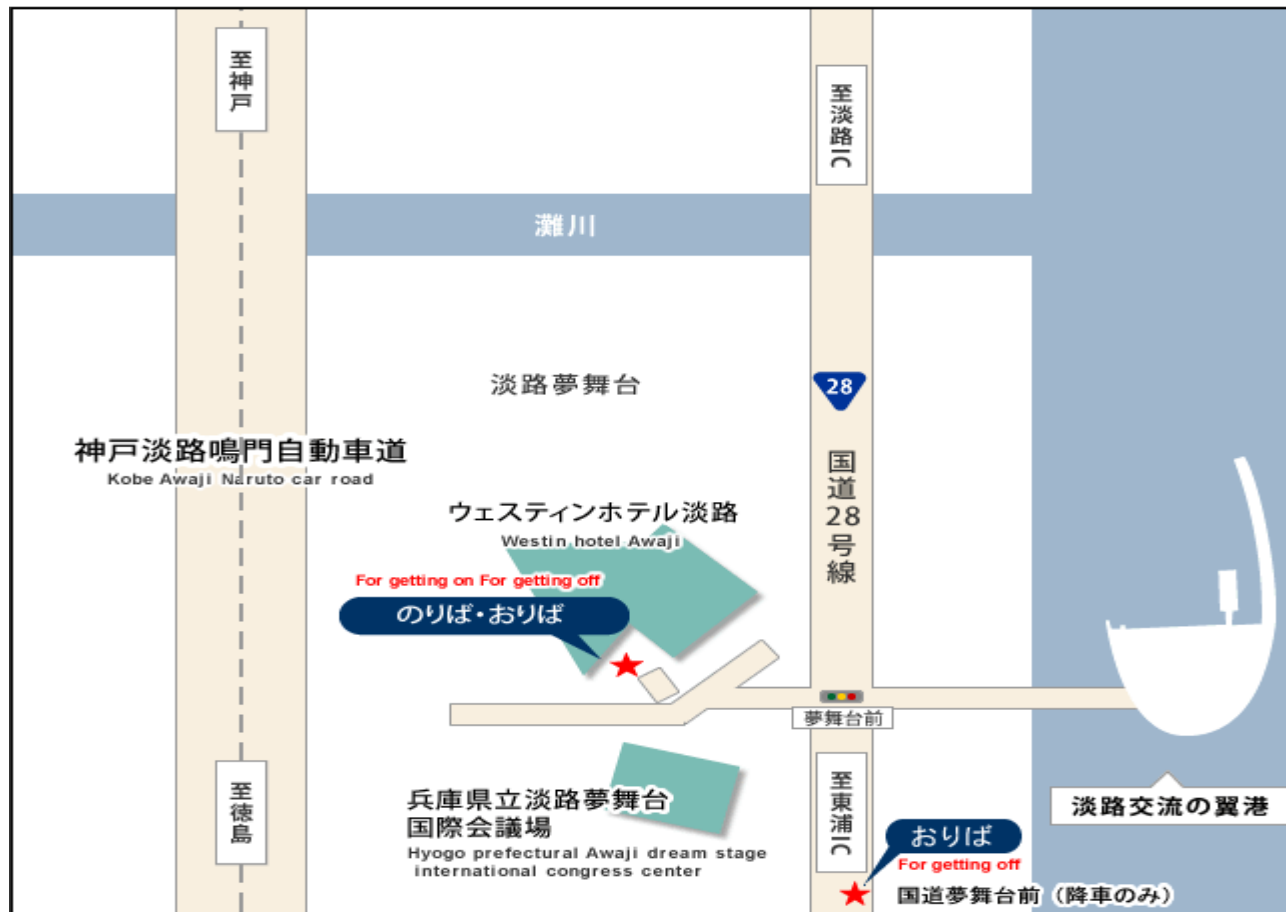 至神戸
至淡路IC
灘川
淡路夢舞台
28
神戸淡路鳴門自動車道
Kobe Awaji Naruto car road
国道28号線
ウェスティンホテル淡路
Westin hotel Awaji
For getting on For getting off
のりば・おりば
夢舞台前
至徳島
至東浦IC
兵庫県立淡路夢舞台
国際会議場
Hyogo prefectural Awaji dream stage
international congress center
淡路交流の翼港
おりば
For getting off
国道夢舞台前（降車のみ）